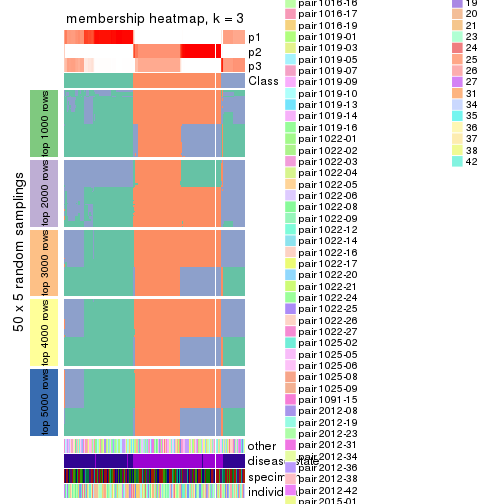 membership heatmap, k = 3
p1
p2
p3
Class
50 x 5 random samplings
top 1000 rows
top 2000 rows
top 3000 rows
top 4000 rows
top 5000 rows
other
disease.state
individ
pair1016-16
pair1016-17
pair1016-20
pair1019-01
pair1019-03
pair1019-05
pair1019-07
pair1019-09
pair1019-10
pair1019-13
pair1019-14
pair1019-16
pair1022-01
pair1022-02
pair1022-03
pair1022-04
pair1022-05
pair1022-06
pair1022-08
pair1022-09
pair1022-12
pair1022-14
pair1022-16
pair1022-17
pair1022-20
pair1022-21
pair1022-24
pair1022-25
pair1022-26
pair1022-27
pair1025-02
pair1025-05
pair1025-06
pair1025-08
pair1025-09
pair1091-15
pair2012-08
pair2012-19
pair2012-23
pair2012-31
pair2012-34
pair2012-36
pair2012-38
pair2012-42
pair2015-01
19
20
21
23
24
25
26
27
31
34
35
36
37
38
42